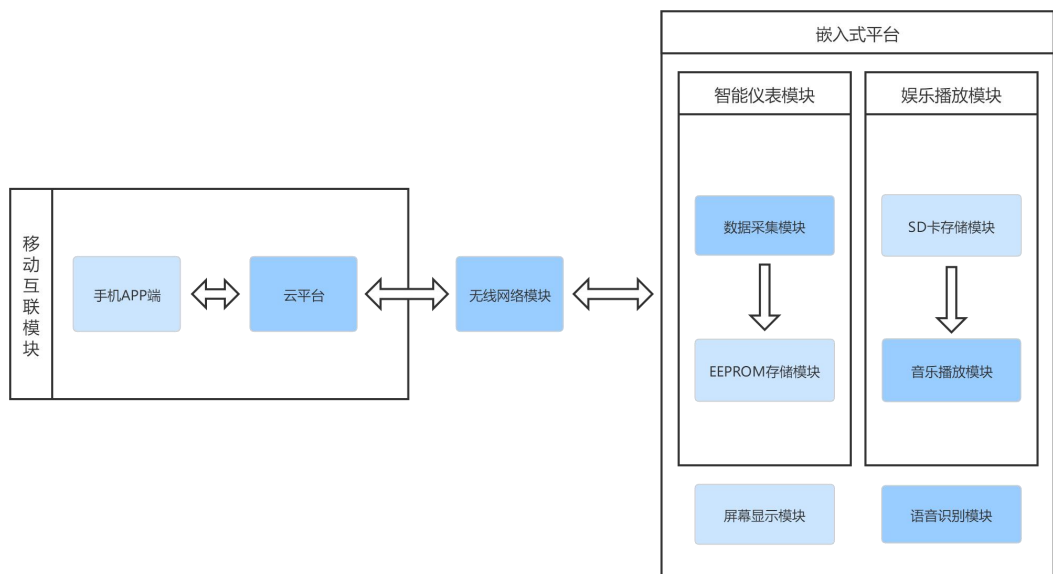 嵌入式平台
智能仪表模块
娱乐播放模块
移动互联模块
手机APP端
云平台
无线网络模块
数据采集模块
SD卡存储模块
EEPROM存储模块
音乐播放模块
屏幕显示模块
语音识别模块